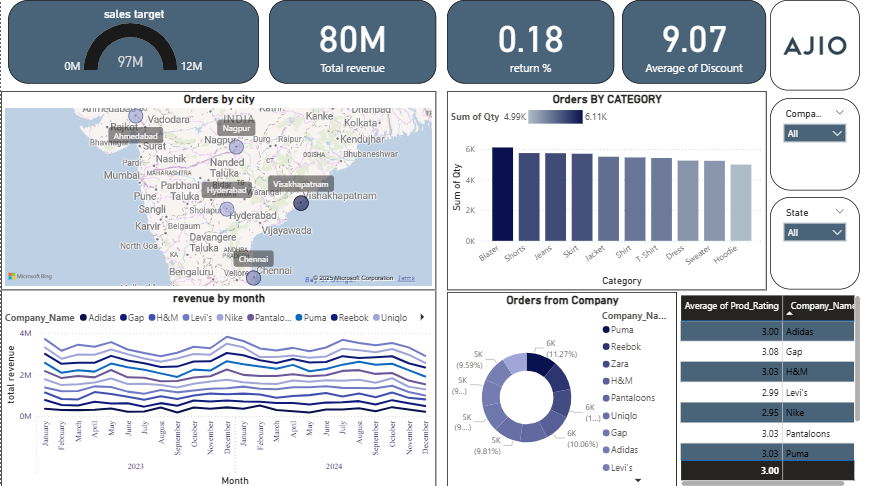 sales target
0M
97M
12M
80M
Total revenue
0.18
return %
9.07
Average of Discount
AJIO
Orders by city
Ahmedabad
Rajkot
Vadodara
INDIA
Ahmedabad
Bhavnagar
Surat
Nagpur
Nagpur
Durg
Raipur
Kolkata
Kendujhar
Bhubaneswar
ODISHA
Nashik
Mumbai
MAHARASHTRA
Nanded
Taluka
Parbhani
Taluka
Pune
Hyderabad
Visakhapatnam
Vishakhapatnam
Sangli
Hyderabad
Karvir
Belgaum
Vijayawada
North Goa
Davangere
Taluka
Bengaluru
Vellore
Chennai
Chennai
Microsoft Bing
© 2025 Microsoft Corporation
Terms
Orders BY CATEGORY
Sum of Qty
4.99K
6.11K
Sum of Qty
6K
4K
2K
0K
Blazer
Shorts
Jeans
Skirt
Jacket
Shirt
T-Shirt
Dress
Sweater
Hoodie
Category
Compa...
All
State
All
revenue by month
Company_Name
Adidas
Gap
H&M
Levi's
Nike
Pantalo...
Puma
Reebok
Uniqlo
total revenue
4M
2M
0M
January
February
March
April
May
June
July
August
September
October
November
December
January
February
March
April
May
June
July
August
September
October
November
December
2023
2024
Month
Orders from Company
Company_Na...
Puma
Reebok
Zara
H&M
Pantaloons
Uniqlo
Gap
Adidas
Levi's
6K
(11.27%)
6K
(1...)
6K
(10.06%)
5K
(9.81%)
5K
(9....)
5K
(9...)
5K
(9.59%)
Average of Prod_Rating
Company_Name
3.00 Adidas
3.08 Gap
3.03 H&M
2.99 Levi's
2.95 Nike
3.03 Pantaloons
3.03 Puma
3.00